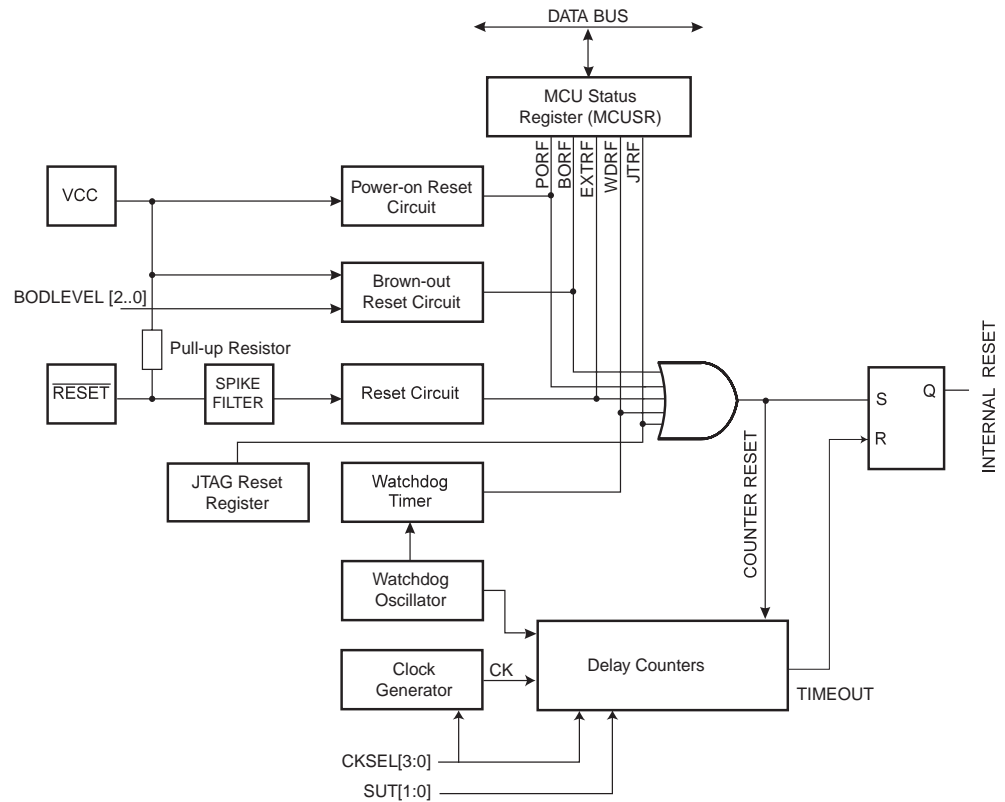 DATA BUS
MCU Status
Register (MCUSR)
PORF
BORF
EXTRF
WDRF
JTRF
VCC
Power-on Reset
Circuit
BODLEVEL [2..0]
Brown-out
Reset Circuit
Pull-up Resistor
RESET
SPIKE
FILTER
Reset Circuit
S
Q
R
INTERNAL RESET
JTAG Reset
Register
Watchdog
Timer
COUNTER RESET
Watchdog
Oscillator
Clock
Generator
CK
Delay Counters
TIMEOUT
CKSEL[3:0]
SUT[1:0]